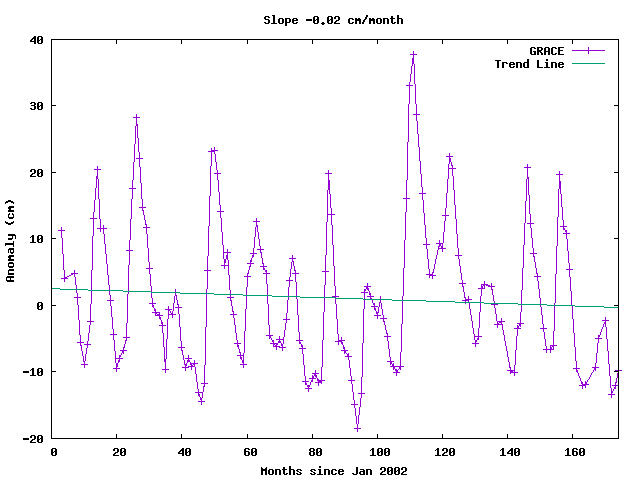 Slope -0.02 cm/month
GRACE
Trend Line
40
30
20
10
0
-10
-20
Anomaly (cm)
0 20 40 60 80 100 120 140 160
Months since Jan 2002